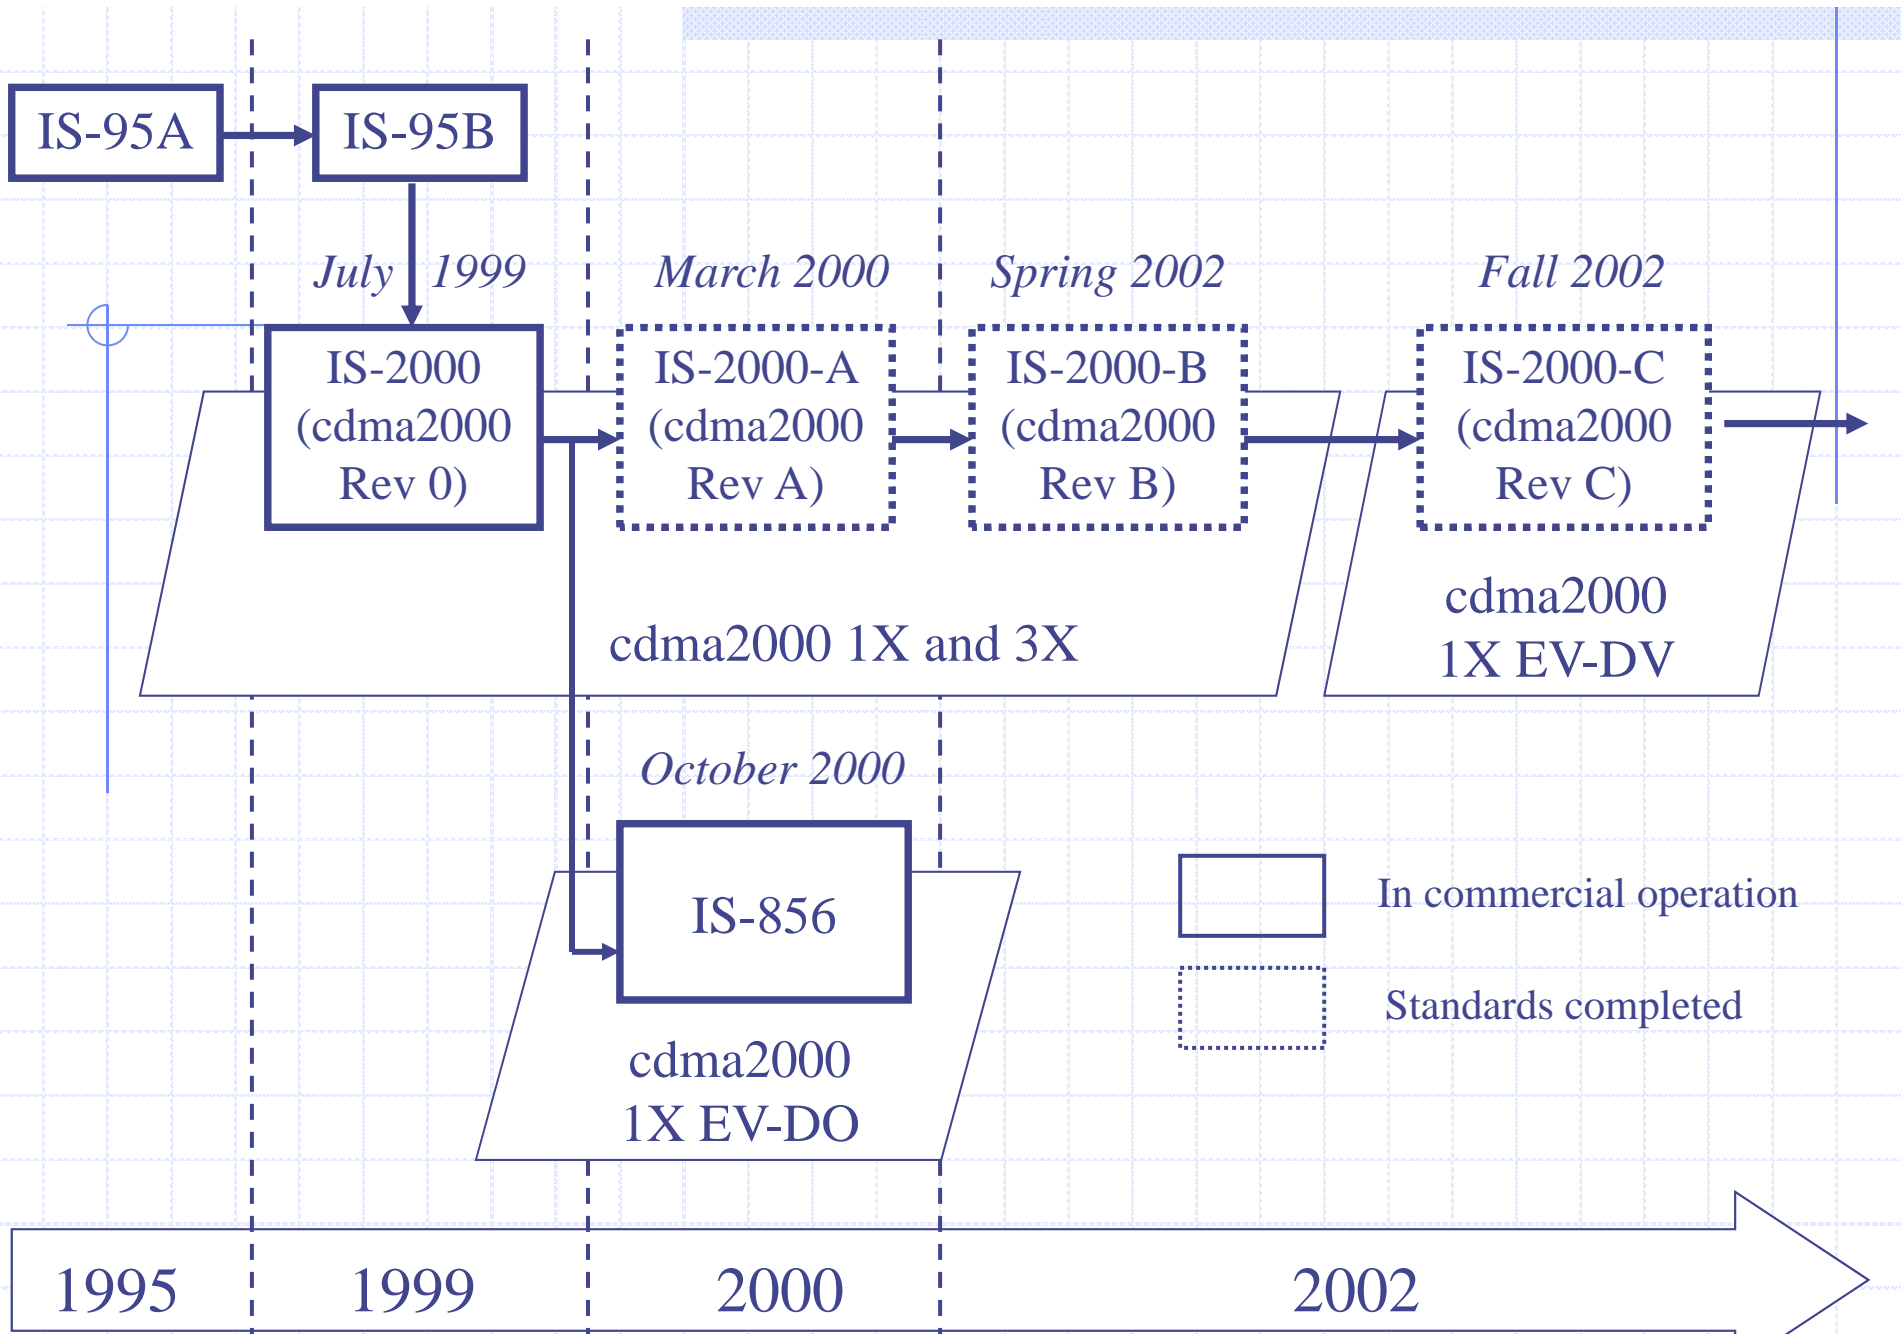 IS-95A
IS-95B
July 1999
March 2000
Spring 2002
Fall 2002
IS-2000
(cdma2000
Rev 0)
IS-2000-A
(cdma2000
Rev A)
IS-2000-B
(cdma2000
Rev B)
IS-2000-C
(cdma2000
Rev C)
cdma2000 1X and 3X
cdma2000
1X EV-DV
October 2000
IS-856
cdma2000
1X EV-DO
In commercial operation
Standards completed
1995
1999
2000
2002